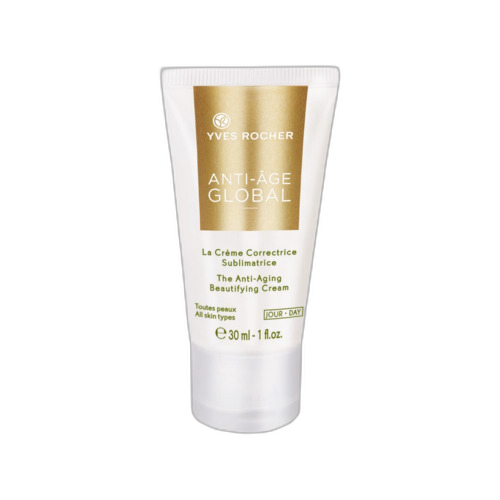 YVES ROCHER
ANTI-ÂGE
GLOBAL
La Crème Correctrice
Sublimatrice
The Anti-Aging
Beautifying Cream
Toutes peaux
All skin types
JOUR • DAY
℮ 30 ml - 1 fl.oz.